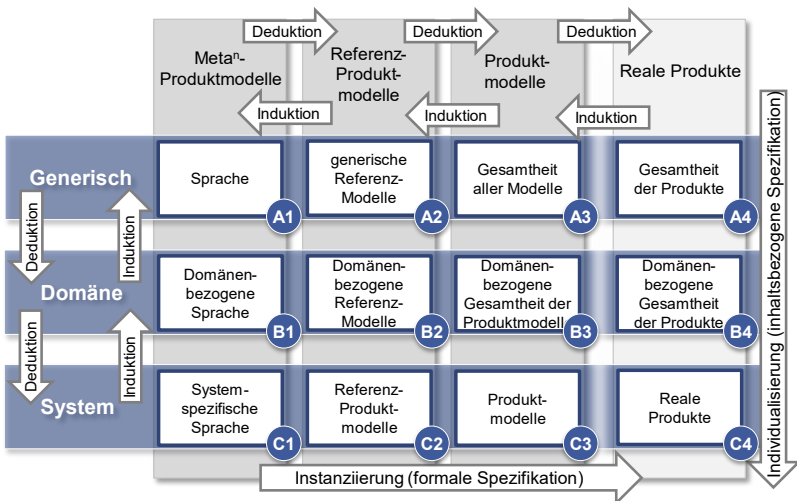 Deduktion
Deduktion
Deduktion
Metaⁿ-
Produktmodelle
Referenz-
Produkt-
modelle
Produkt-
modelle
Reale Produkte
Induktion
Induktion
Induktion
Generisch
Sprache
A1
generische
Referenz-
Modelle
A2
Gesamtheit
aller Modelle
A3
Gesamtheit
der Produkte
A4
Deduktion
Induktion
Domäne
Domänen-
bezogene
Sprache
B1
Domänen-
bezogene
Referenz-
Modelle
B2
Domänen-
bezogene
Gesamtheit der
Produktmodelle
B3
Domänen-
bezogene
Gesamtheit
der Produkte
B4
Deduktion
Induktion
System
System-
spezifische
Sprache
C1
Referenz-
Produkt-
modelle
C2
Produkt-
modelle
C3
Reale
Produkte
C4
Instanziierung (formale Spezifikation)
Individualisierung (inhaltsbezogene Spezifikation)